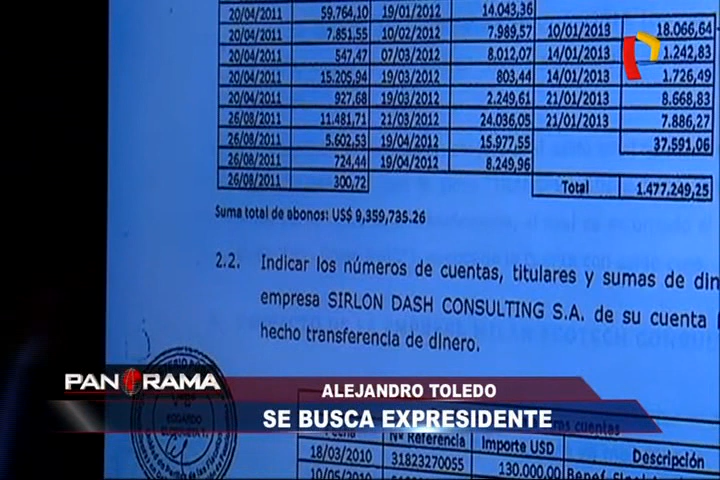 20/04/2011 59.764,10 19/01/2012 14.043,36
20/04/2011 7.851,55 10/02/2012 7.989,57 10/01/2013 18.066,64
20/04/2011 547,47 07/03/2012 8.012,07 14/01/2013 1.242,83
20/04/2011 15.205,94 19/03/2012 803,44 14/01/2013 1.726,49
20/04/2011 927,68 19/03/2012 2.249,61 21/01/2013 8.668,83
26/08/2011 11.481,71 21/03/2012 24.036,05 21/01/2013 7.886,27
26/08/2011 5.602,53 19/04/2012 15.977,55 37.591,06
26/08/2011 724,44 19/04/2012 8.249,96
26/08/2011 300,72 Total 1.477.249,25
Suma total de abonos: US$ 9,359,735.26
2.2. Indicar los números de cuentas, titulares y sumas de din
empresa SIRLON DASH CONSULTING S.A. de su cuenta
hecho transferencia de dinero.
PANORAMA
ALEJANDRO TOLEDO
SE BUSCA EXPRESIDENTE
EDGARDO
cuentas
Fecha Nº Referencia Importe USD Descripción
18/03/2010 31823270055 130.000,00 Benef
10/05/2010